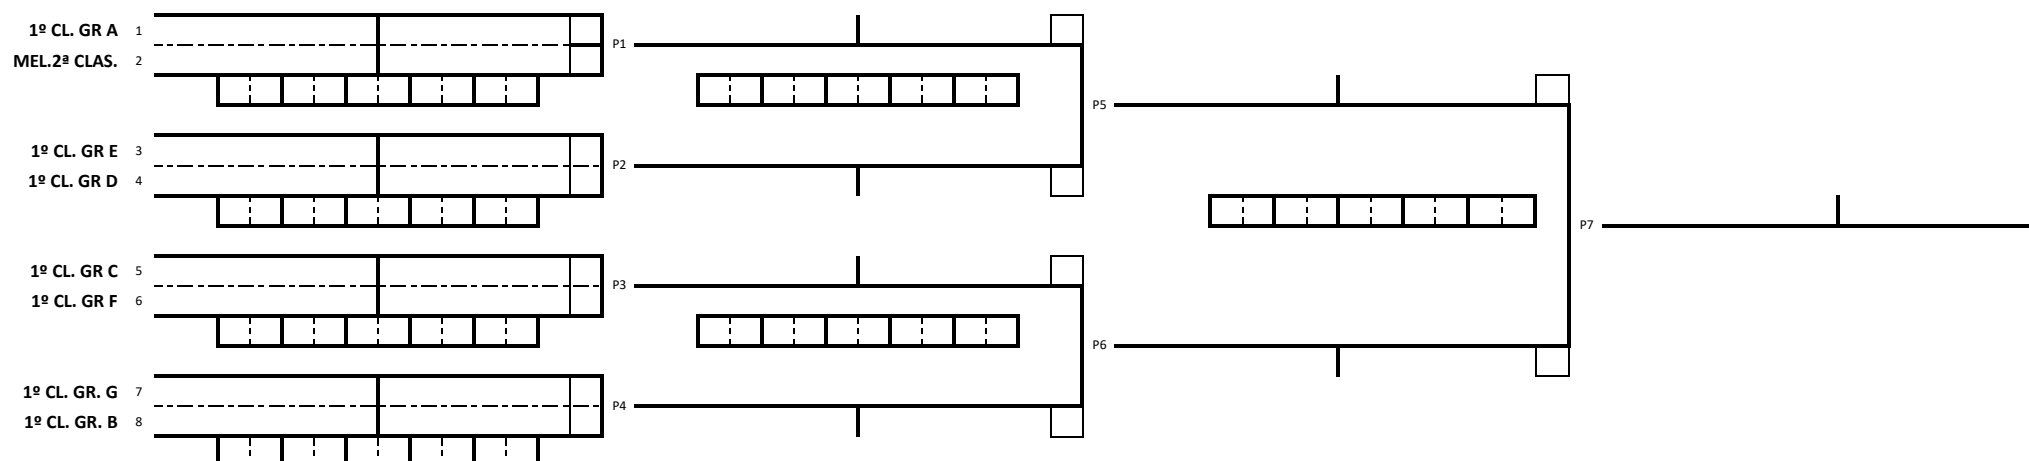 1º CL. GR A 1
P1
MEL.2ª CLAS. 2
P5
1º CL. GR E 3
P2
1º CL. GR D 4
P7
1º CL. GR C 5
P3
1º CL. GR F 6
P6
1º CL. GR. G 7
P4
1º CL. GR. B 8